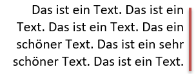 Das ist ein Text. Das ist ein
Text. Das ist ein Text. Das ein
schöner Text. Das ist ein sehr
schöner Text. Das ist ein Text.